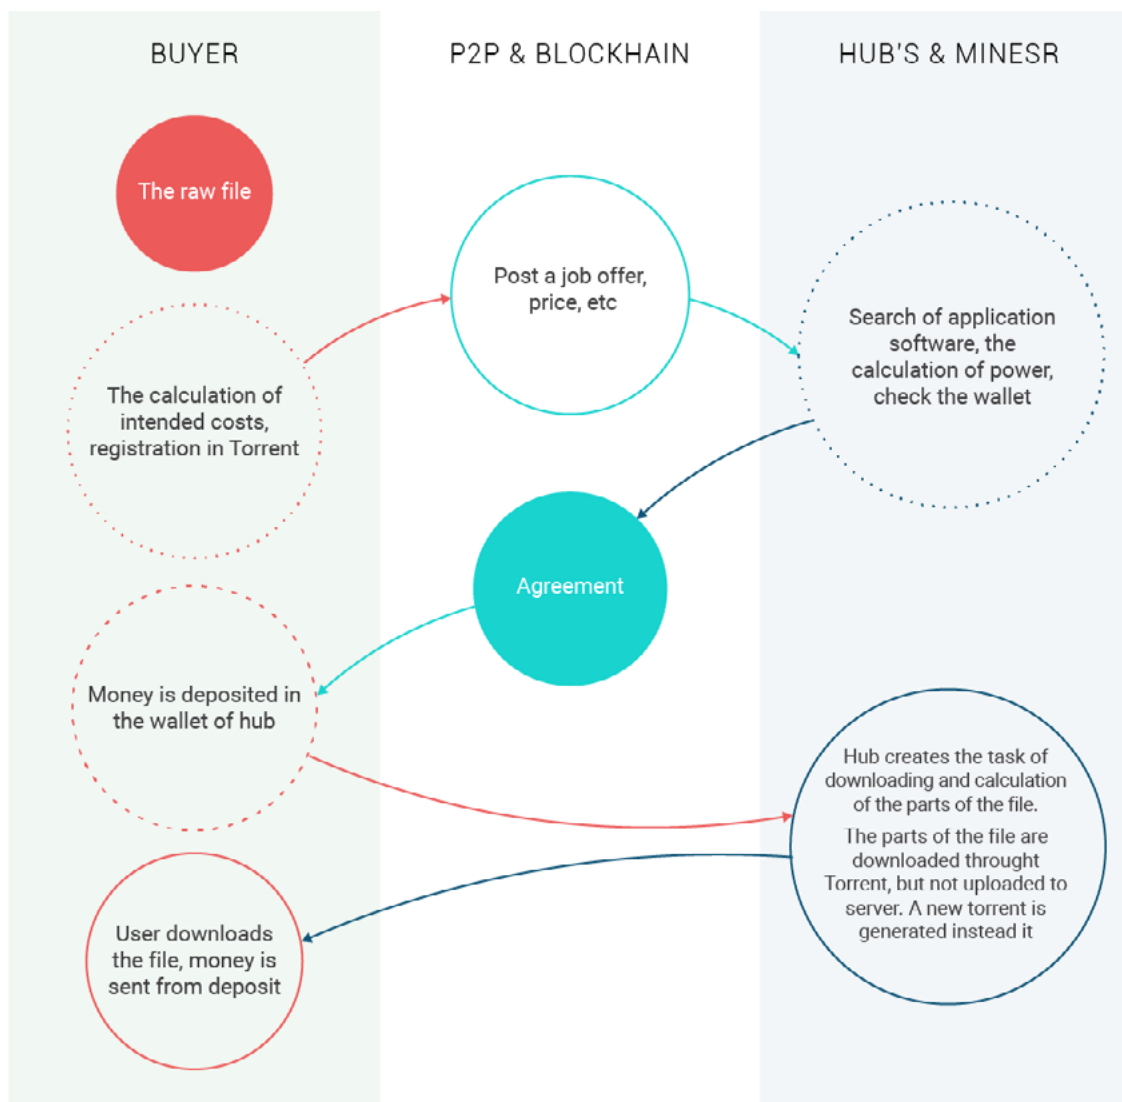 BUYER
P2P & BLOCKHAIN
HUB'S & MINESR
The raw file
The calculation of
intended costs,
registration in Torrent
Post a job offer,
price, etc
Search of application
software, the
calculation of power,
check the wallet
Agreement
Money is deposited in
the wallet of hub
Hub creates the task of
downloading and calculation
of the parts of the file.
The parts of the file are
downloaded throught
Torrent, but not uploaded to
server. A new torrent is
generated instead it
User downloads
the file, money is
sent from deposit